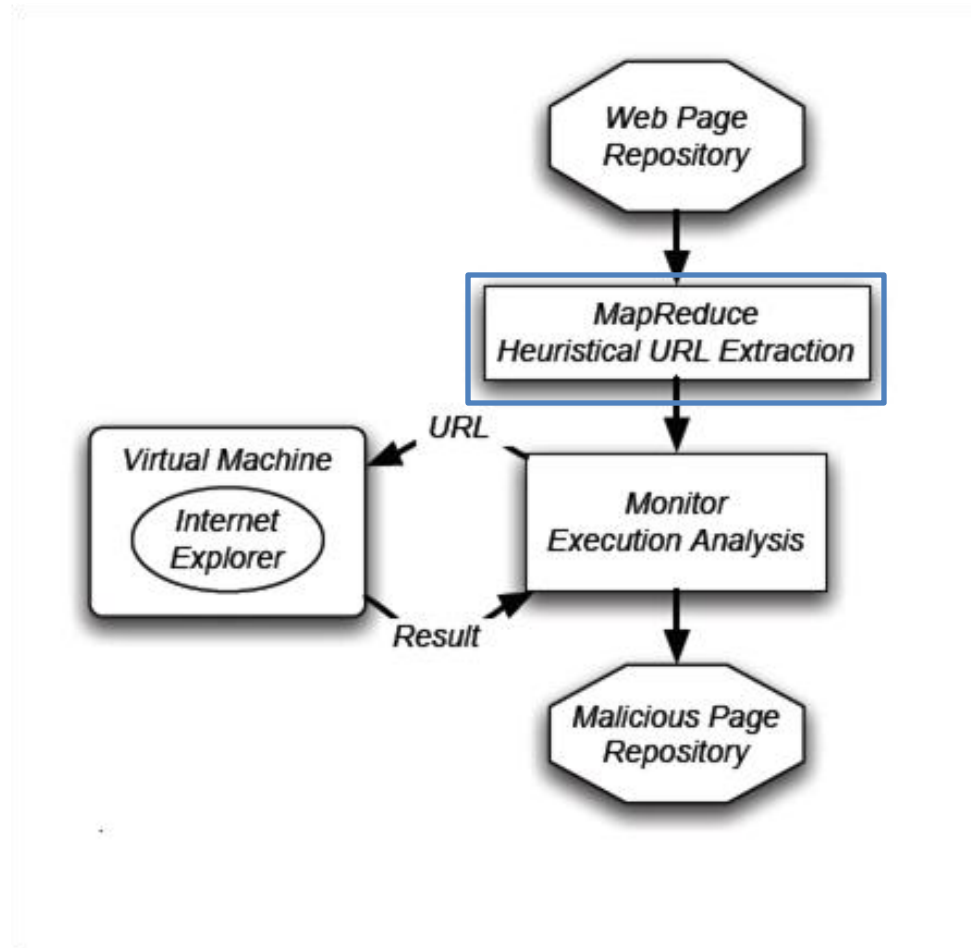 Web Page
Repository
MapReduce
Heuristical URL Extraction
URL
Virtual Machine
Internet
Explorer
Monitor
Execution Analysis
Result
Malicious Page
Repository